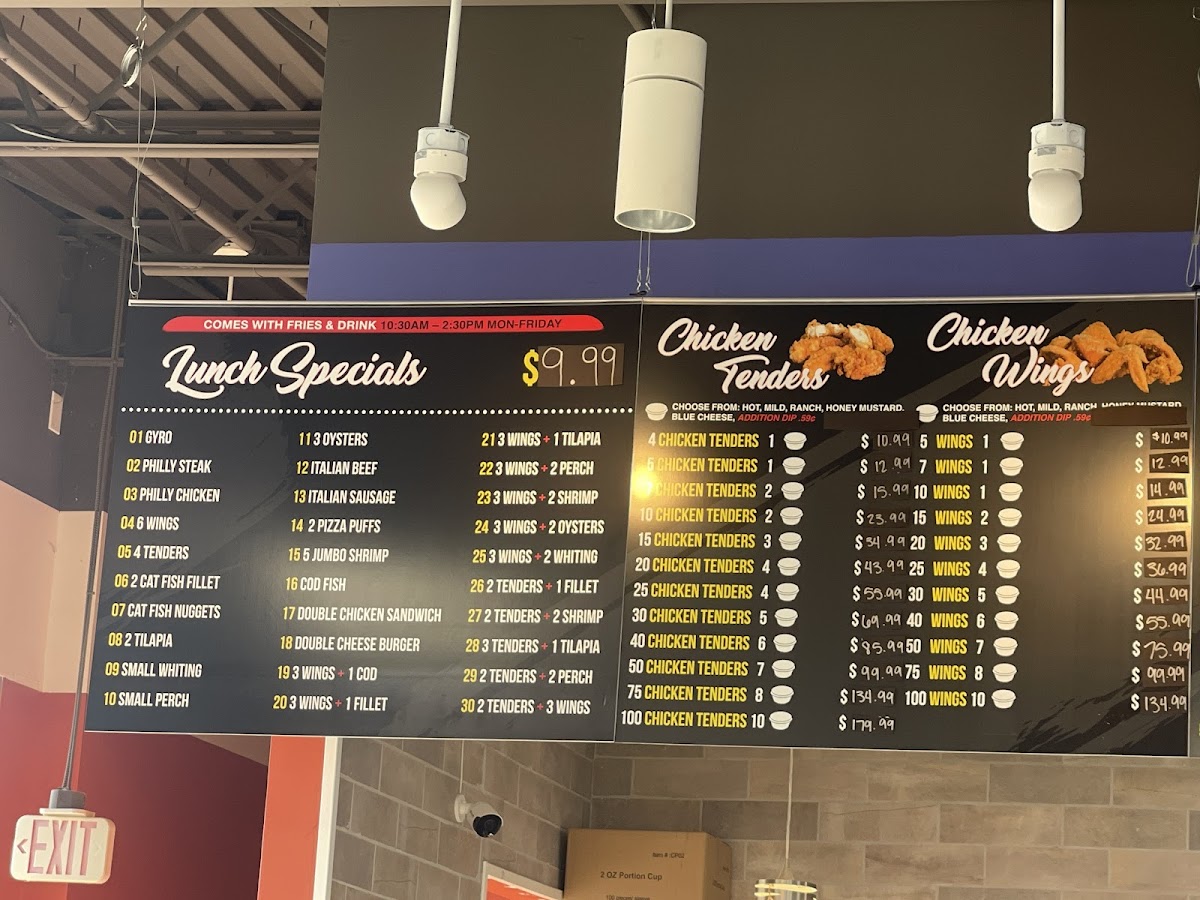 COMES WITH FRIES & DRINK 10:30AM – 2:30PM MON-FRIDAY
Lunch Specials $9.99
01 GYRO
02 PHILLY STEAK
03 PHILLY CHICKEN
04 6 WINGS
05 4 TENDERS
06 2 CAT FISH FILLET
07 CAT FISH NUGGETS
08 2 TILAPIA
09 SMALL WHITING
10 SMALL PERCH
11 3 OYSTERS
12 ITALIAN BEEF
13 ITALIAN SAUSAGE
14 2 PIZZA PUFFS
15 5 JUMBO SHRIMP
16 COD FISH
17 DOUBLE CHICKEN SANDWICH
18 DOUBLE CHEESE BURGER
19 3 WINGS + 1 COD
20 3 WINGS + 1 FILLET
21 3 WINGS + 1 TILAPIA
22 3 WINGS + 2 PERCH
23 3 WINGS + 2 SHRIMP
24 3 WINGS + 2 OYSTERS
25 3 WINGS + 2 WHITING
26 2 TENDERS + 1 FILLET
27 2 TENDERS + 2 SHRIMP
28 3 TENDERS + 1 TILAPIA
29 2 TENDERS + 2 PERCH
30 2 TENDERS + 3 WINGS
Chicken
Tenders
CHOOSE FROM: HOT, MILD, RANCH, HONEY MUSTARD,
BLUE CHEESE, ADDITION DIP .59¢
4 CHICKEN TENDERS 1 $10.99
CHICKEN TENDERS 1 $12.99
CHICKEN TENDERS 2 $15.99
10 CHICKEN TENDERS 2 $23.99
15 CHICKEN TENDERS 3 $34.99
20 CHICKEN TENDERS 4 $43.99
25 CHICKEN TENDERS 4 $59.99
30 CHICKEN TENDERS 5 $69.99
40 CHICKEN TENDERS 6 $85.99
50 CHICKEN TENDERS 7 $99.99
75 CHICKEN TENDERS 8 $134.99
100 CHICKEN TENDERS 10 $179.99
Chicken
Wings
CHOOSE FROM: HOT, MILD, RANCH, HONEY MUSTARD
BLUE CHEESE, ADDITION DIP .59¢
5 WINGS 1 $ $10.99
7 WINGS 1 $12.99
10 WINGS 1 $14.99
15 WINGS 2 $24.99
20 WINGS 3 $32.99
25 WINGS 4 $36.99
30 WINGS 5 $44.99
40 WINGS 6 $55.99
50 WINGS 7 $75.99
75 WINGS 8 $99.99
100 WINGS 10 $134.99
EXIT
Item # CP02
2 OZ Portion Cup